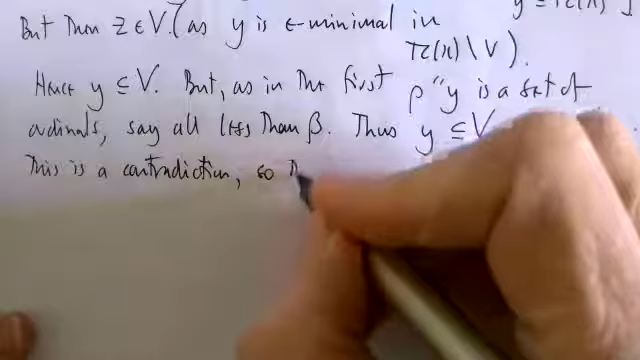 y ⊆ TC(x)
But then z ∈ V. (as y is ∈-minimal in
TC(x) \ V).
Hence y ⊆ V. But, as in the first ρ"y is a set of
ordinals, say all less than β. Thus y ⊆ V
This is a contradiction, so